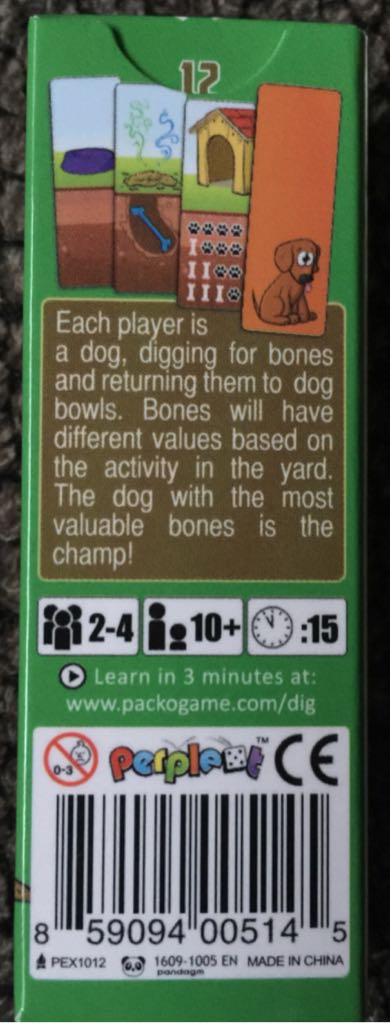 12
Each player is
a dog, digging for bones
and returning them to dog
bowls. Bones will have
different values based on
the activity in the yard.
The dog with the most
valuable bones is the
champ!
2-4 10+ :15
Learn in 3 minutes at:
www.packogame.com/dig
0-3 Perplext™ CE
8 59094 00514 5
PEX1012 pandagm 1609-1005 EN MADE IN CHINA